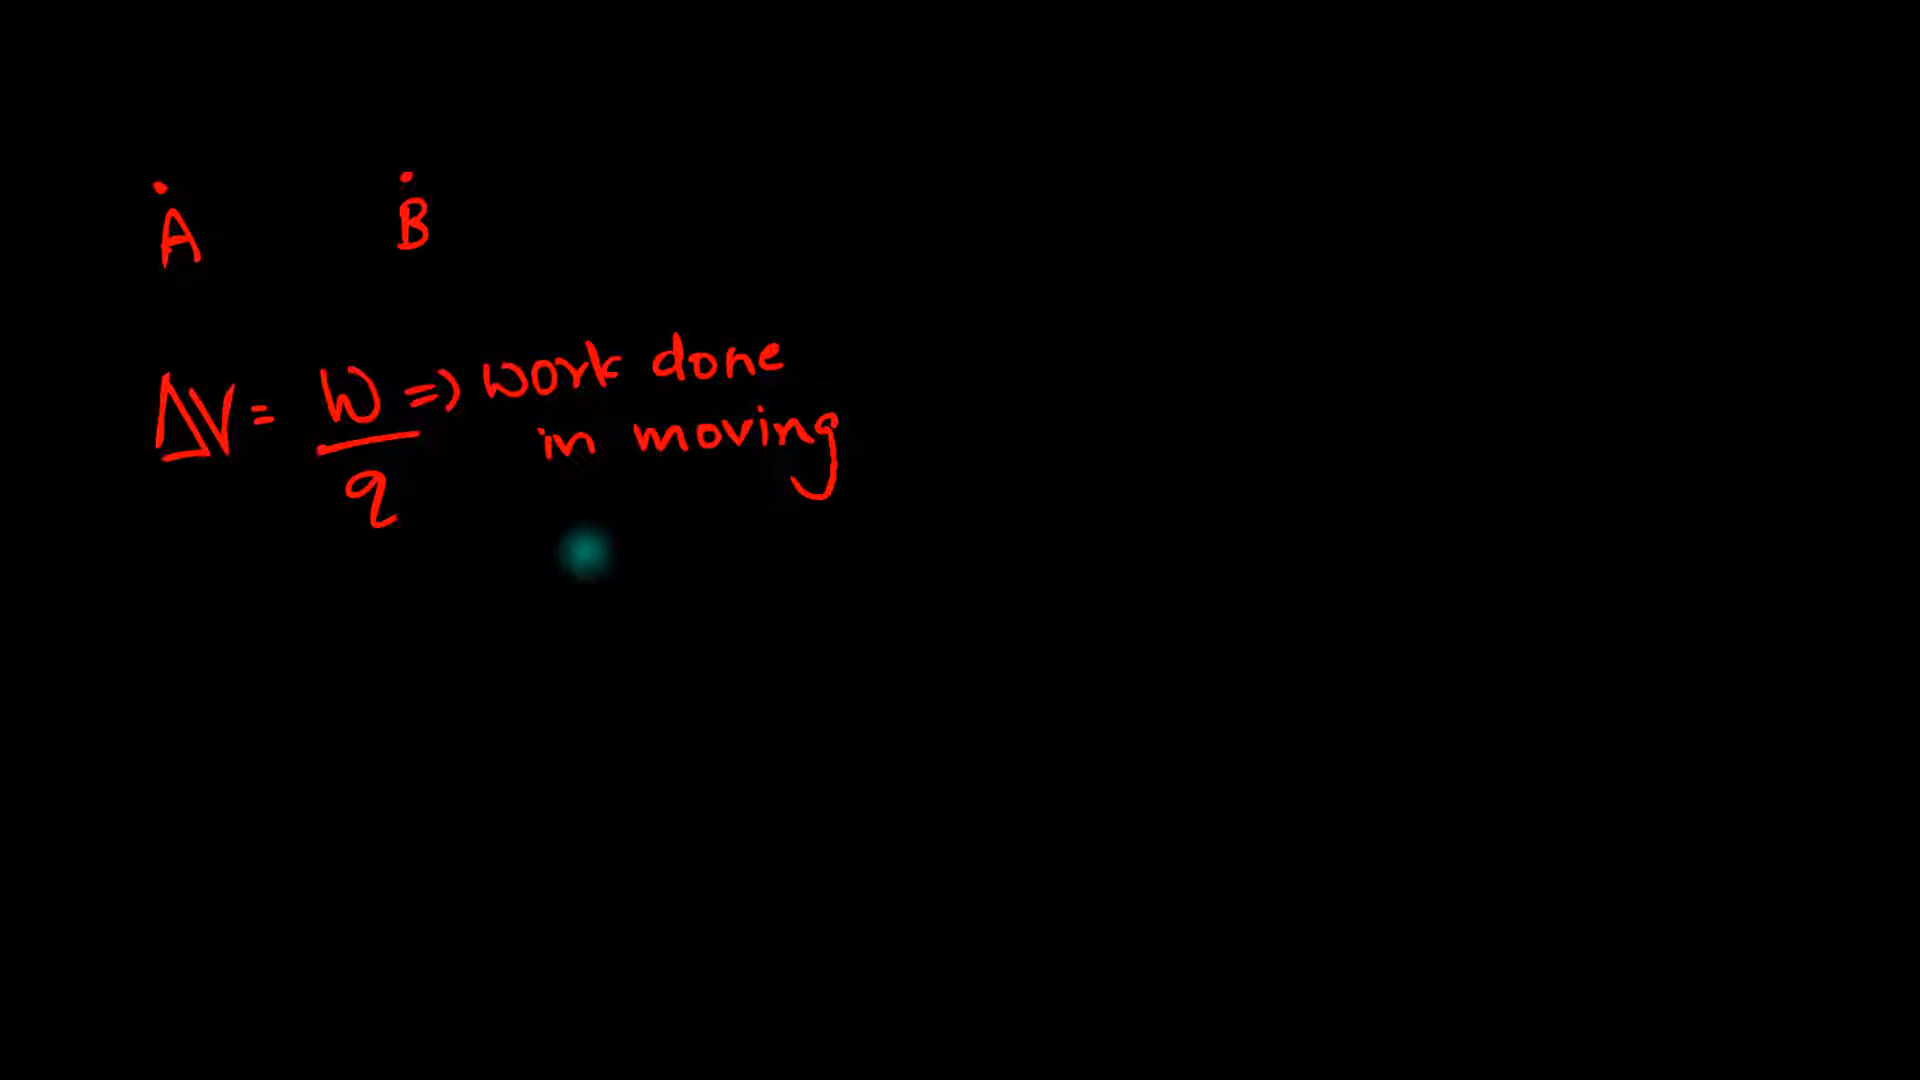 A B
ΔV = W/q => work done
in moving